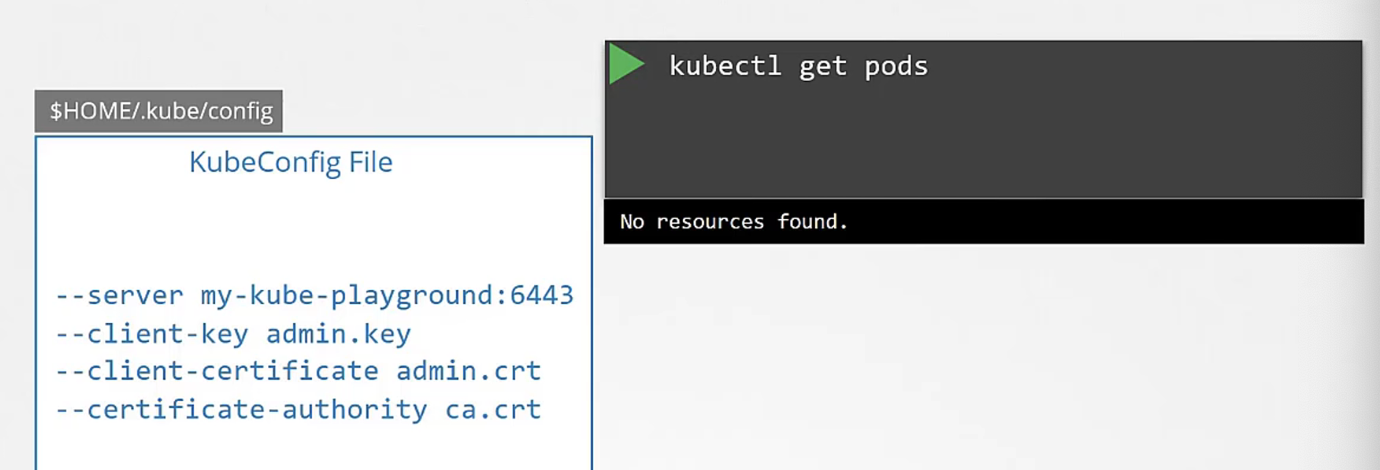 $HOME/.kube/config
KubeConfig File
--server my-kube-playground:6443
--client-key admin.key
--client-certificate admin.crt
--certificate-authority ca.crt
kubectl get pods
No resources found.